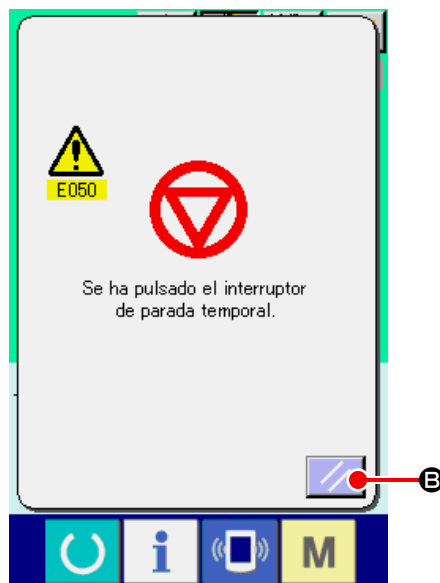 E050
Se ha pulsado el interruptor
de parada temporal.
B
i
M